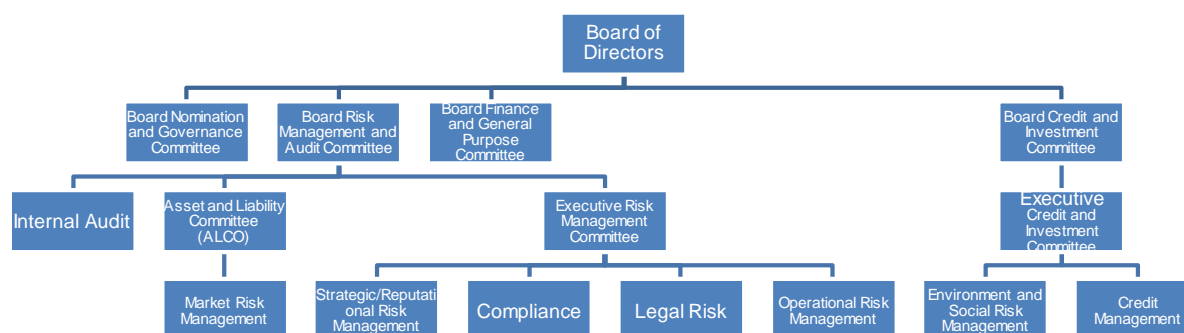 Board of
Directors
Board Nomination
and Governance
Committee
Board Risk
Management and
Audit Committee
Board Finance
and General
Purpose
Committee
Board Credit and
Investment
Committee
Internal Audit
Asset and Liability
Committee
(ALCO)
Executive Risk
Management
Committee
Executive
Credit and
Investment
Committee
Market Risk
Management
Strategic/Reputati
onal Risk
Management
Compliance
Legal Risk
Operational Risk
Management
Environment and
Social Risk
Management
Credit
Management